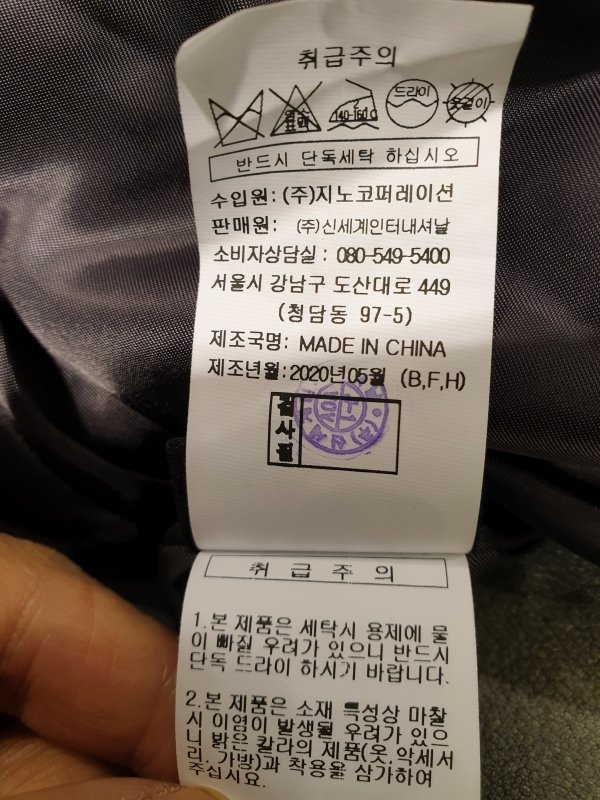 취급주의
드라이
140-160℃
반드시 단독세탁 하십시오
수입원: (주)지노코퍼레이션
판매원: (주)신세계인터내셔날
소비자상담실 : 080-549-5400
서울시 강남구 도산대로 449
(청담동 97-5)
제조국명: MADE IN CHINA
제조년월:2020년05월 (B,F,H)
검사필
취급주의
1.본 제품은 세탁시 용제에 물
이 빠질 우려가 있으니 반드시
단독 드라이 하시기 바랍니다.
2.본 제품은 소재 특성상 마찰
시 이염이 발생될 우려가 있으
니 밝은 칼라의 제품(옷,악세서
리, 가방)과 착용을 삼가하여
주십시요.